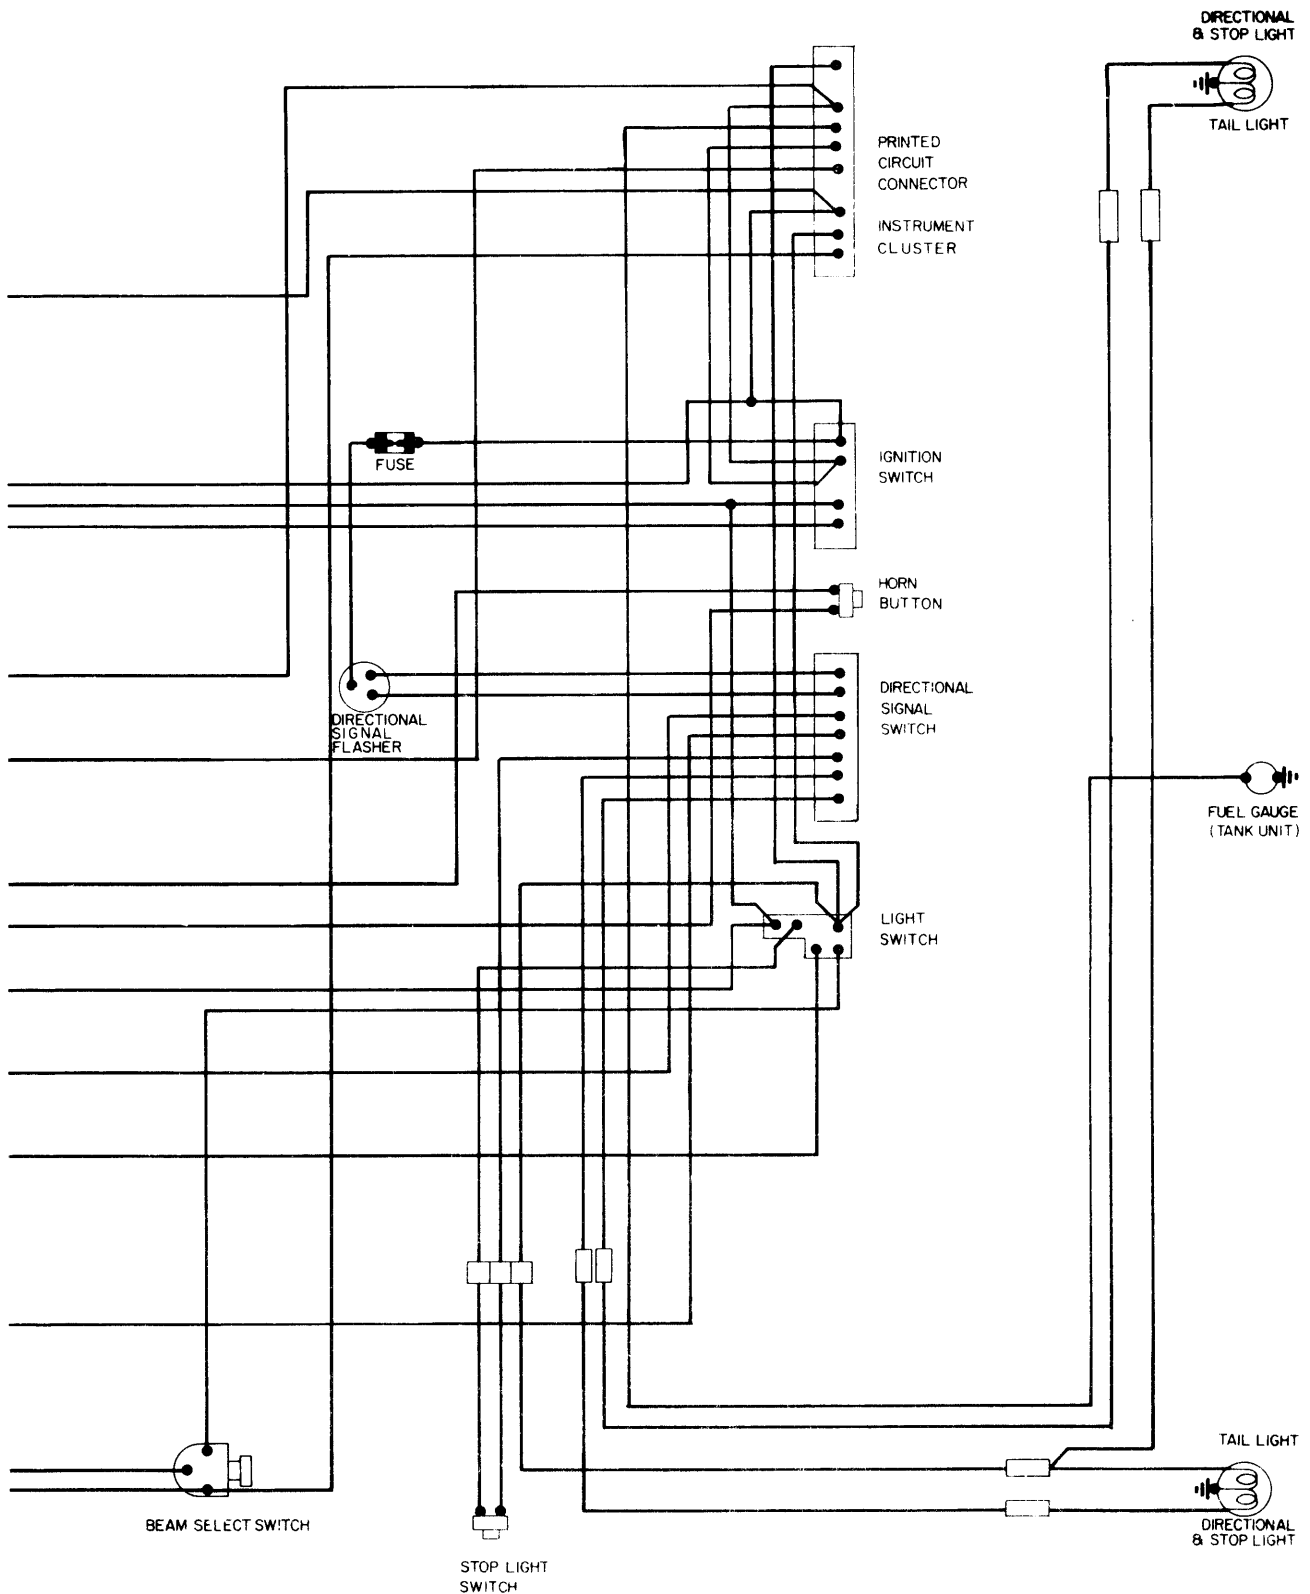 DIRECTIONAL
& STOP LIGHT
TAIL LIGHT
PRINTED
CIRCUIT
CONNECTOR
INSTRUMENT
CLUSTER
FUSE
IGNITION
SWITCH
HORN
BUTTON
DIRECTIONAL
SIGNAL
SWITCH
DIRECTIONAL
SIGNAL
FLASHER
FUEL GAUGE
(TANK UNIT)
LIGHT
SWITCH
TAIL LIGHT
BEAM SELECT SWITCH
DIRECTIONAL
& STOP LIGHT
STOP LIGHT
SWITCH